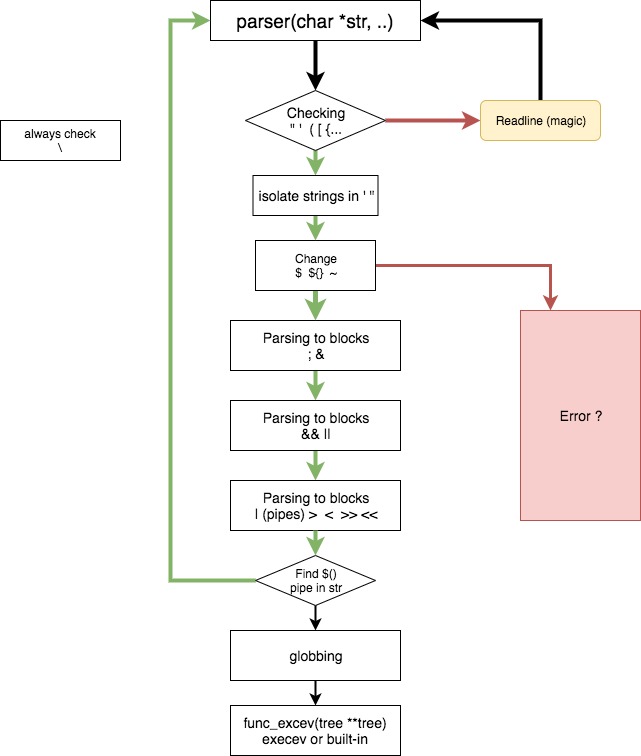 parser(char *str, ..)
Checking
" '  ( [ {...
Readline (magic)
always check
\
isolate strings in ' "
Change
$  ${}  ~
Parsing to blocks
; &
Error ?
Parsing to blocks
&& ||
Parsing to blocks
| (pipes) >  <  >> <<
Find $()
pipe in str
globbing
func_excev(tree **tree)
execev or built-in